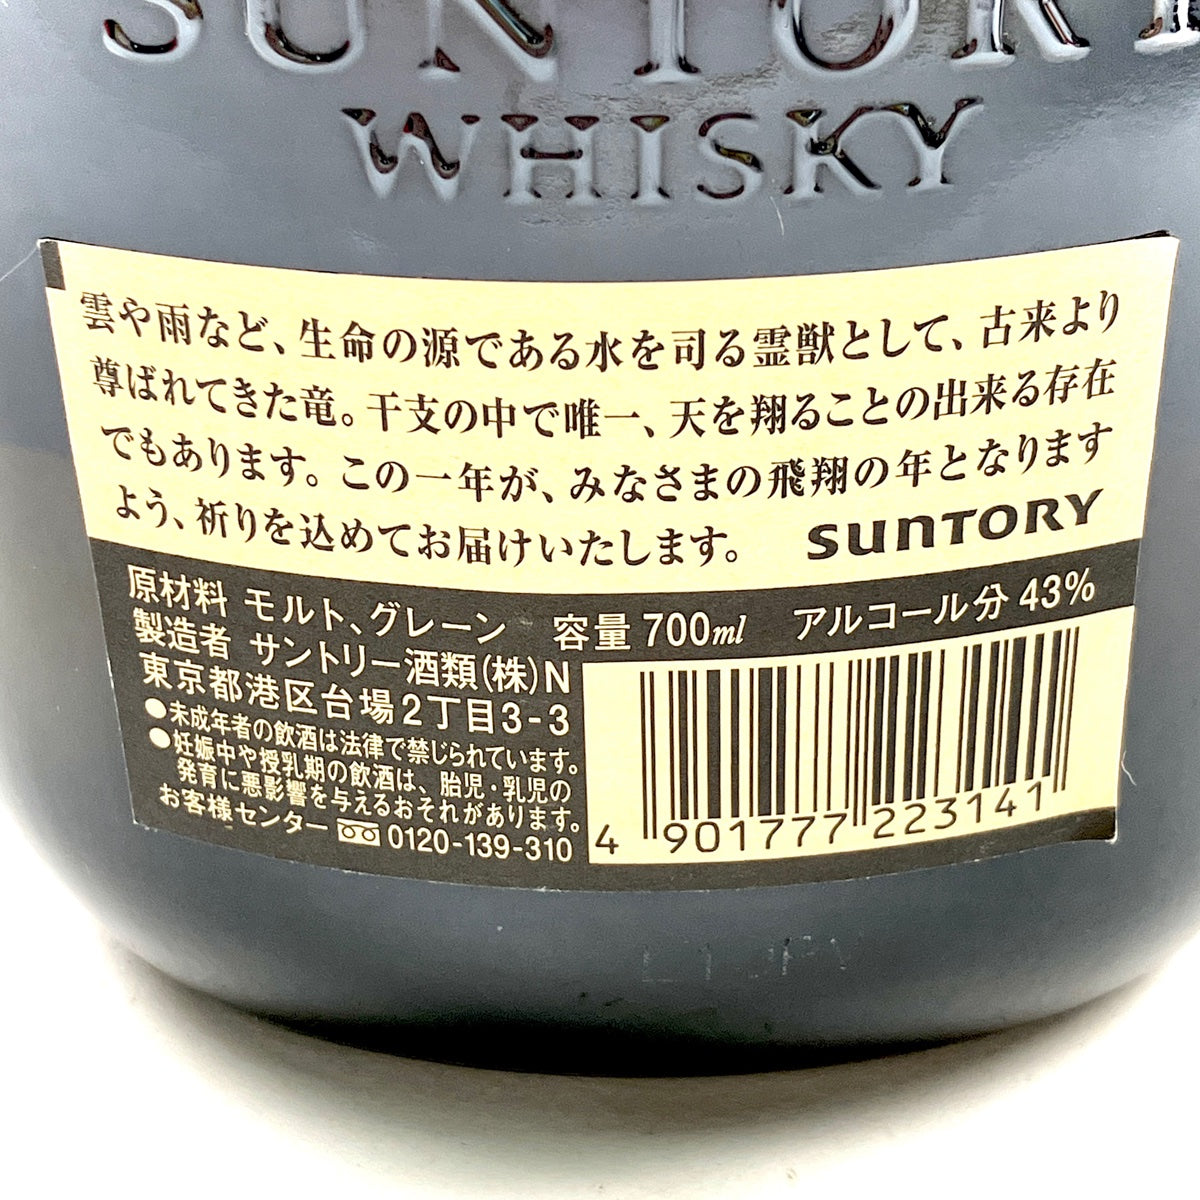 SUNTORY
WHISKY
雲や雨など、生命の源である水を司る霊獣として、古来より
尊ばれてきた竜。干支の中で唯一、天を翔ることの出来る存在
でもあります。この一年が、みなさまの飛翔の年となります
よう、祈りを込めてお届けいたします。 SUNTORY
原材料 モルト、グレーン 容量 700ml アルコール分 43%
製造者 サントリー酒類(株)N
東京都港区台場2丁目3-3
●未成年者の飲酒は法律で禁じられています。
●妊娠中や授乳期の飲酒は、胎児・乳児の
発育に悪影響を与えるおそれがあります。
お客様センター 0120-139-310
4 901777 223141